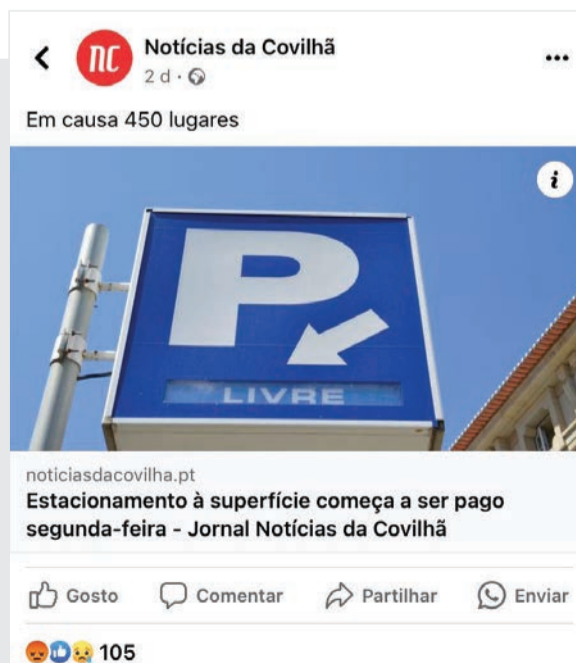 nc
Notícias da Covilhã
2 d ·
Em causa 450 lugares
P
LIVRE
noticiasdacovilha.pt
Estacionamento à superfície começa a ser pago
segunda-feira - Jornal Notícias da Covilhã
Gosto Comentar Partilhar Enviar
105